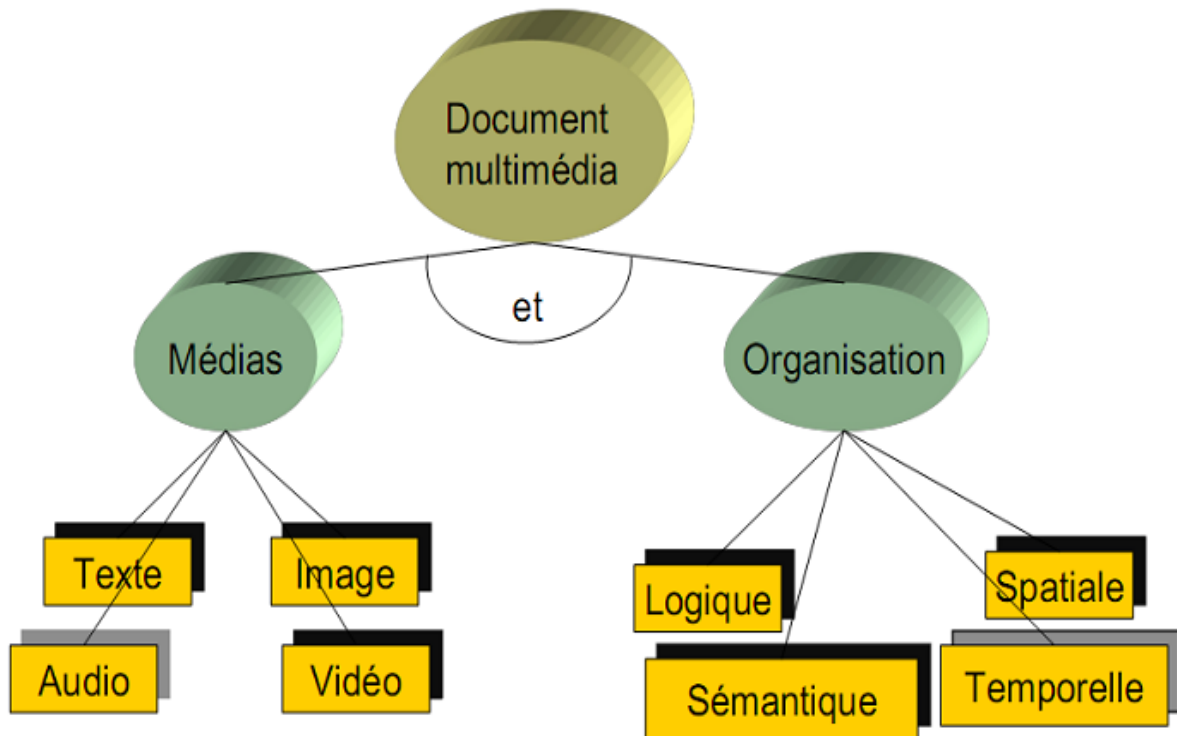 Document
multimédia
et
Médias
Organisation
Texte
Image
Audio
Vidéo
Logique
Spatiale
Sémantique
Temporelle